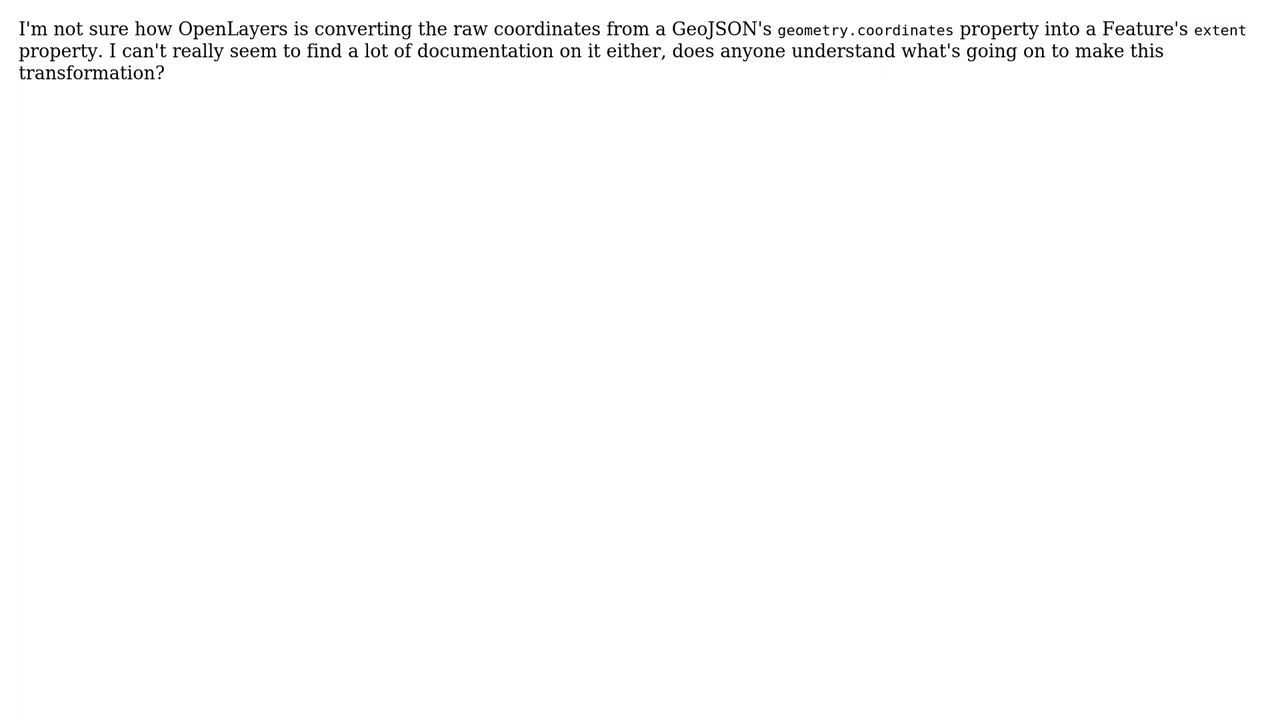 I'm not sure how OpenLayers is converting the raw coordinates from a GeoJSON's geometry.coordinates property into a Feature's extent
property. I can't really seem to find a lot of documentation on it either, does anyone understand what's going on to make this
transformation?